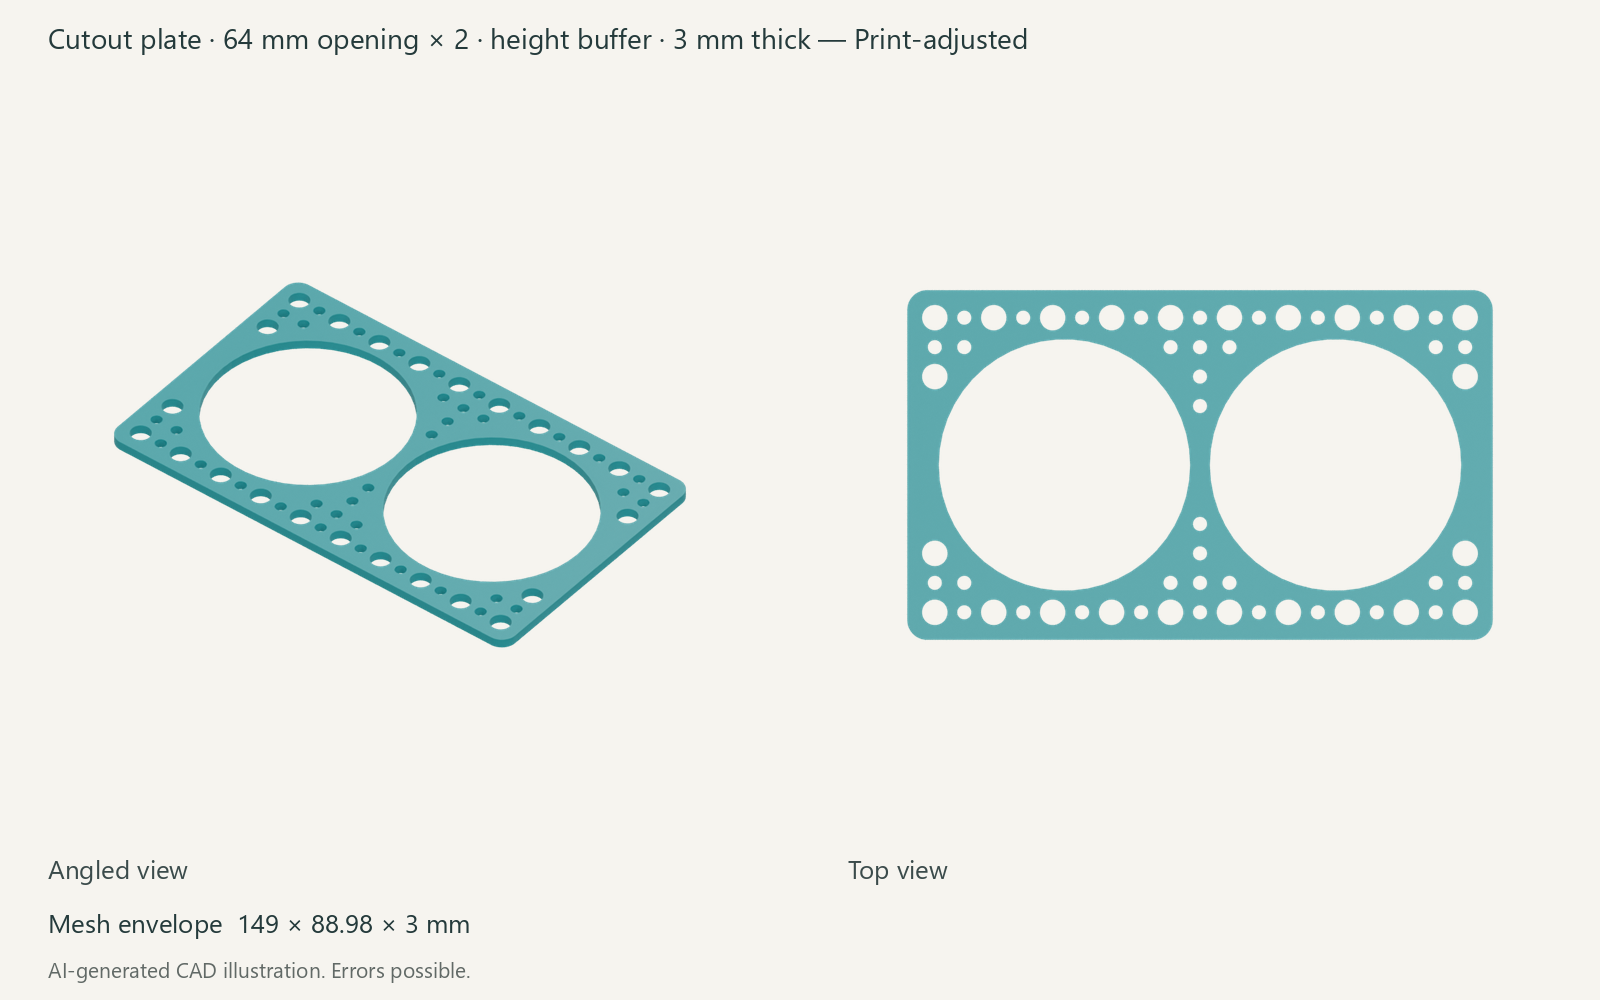 Cutout plate · 64 mm opening × 2 · height buffer · 3 mm thick — Print-adjusted
Angled view
Top view
Mesh envelope 149 × 88.98 × 3 mm
AI-generated CAD illustration. Errors possible.